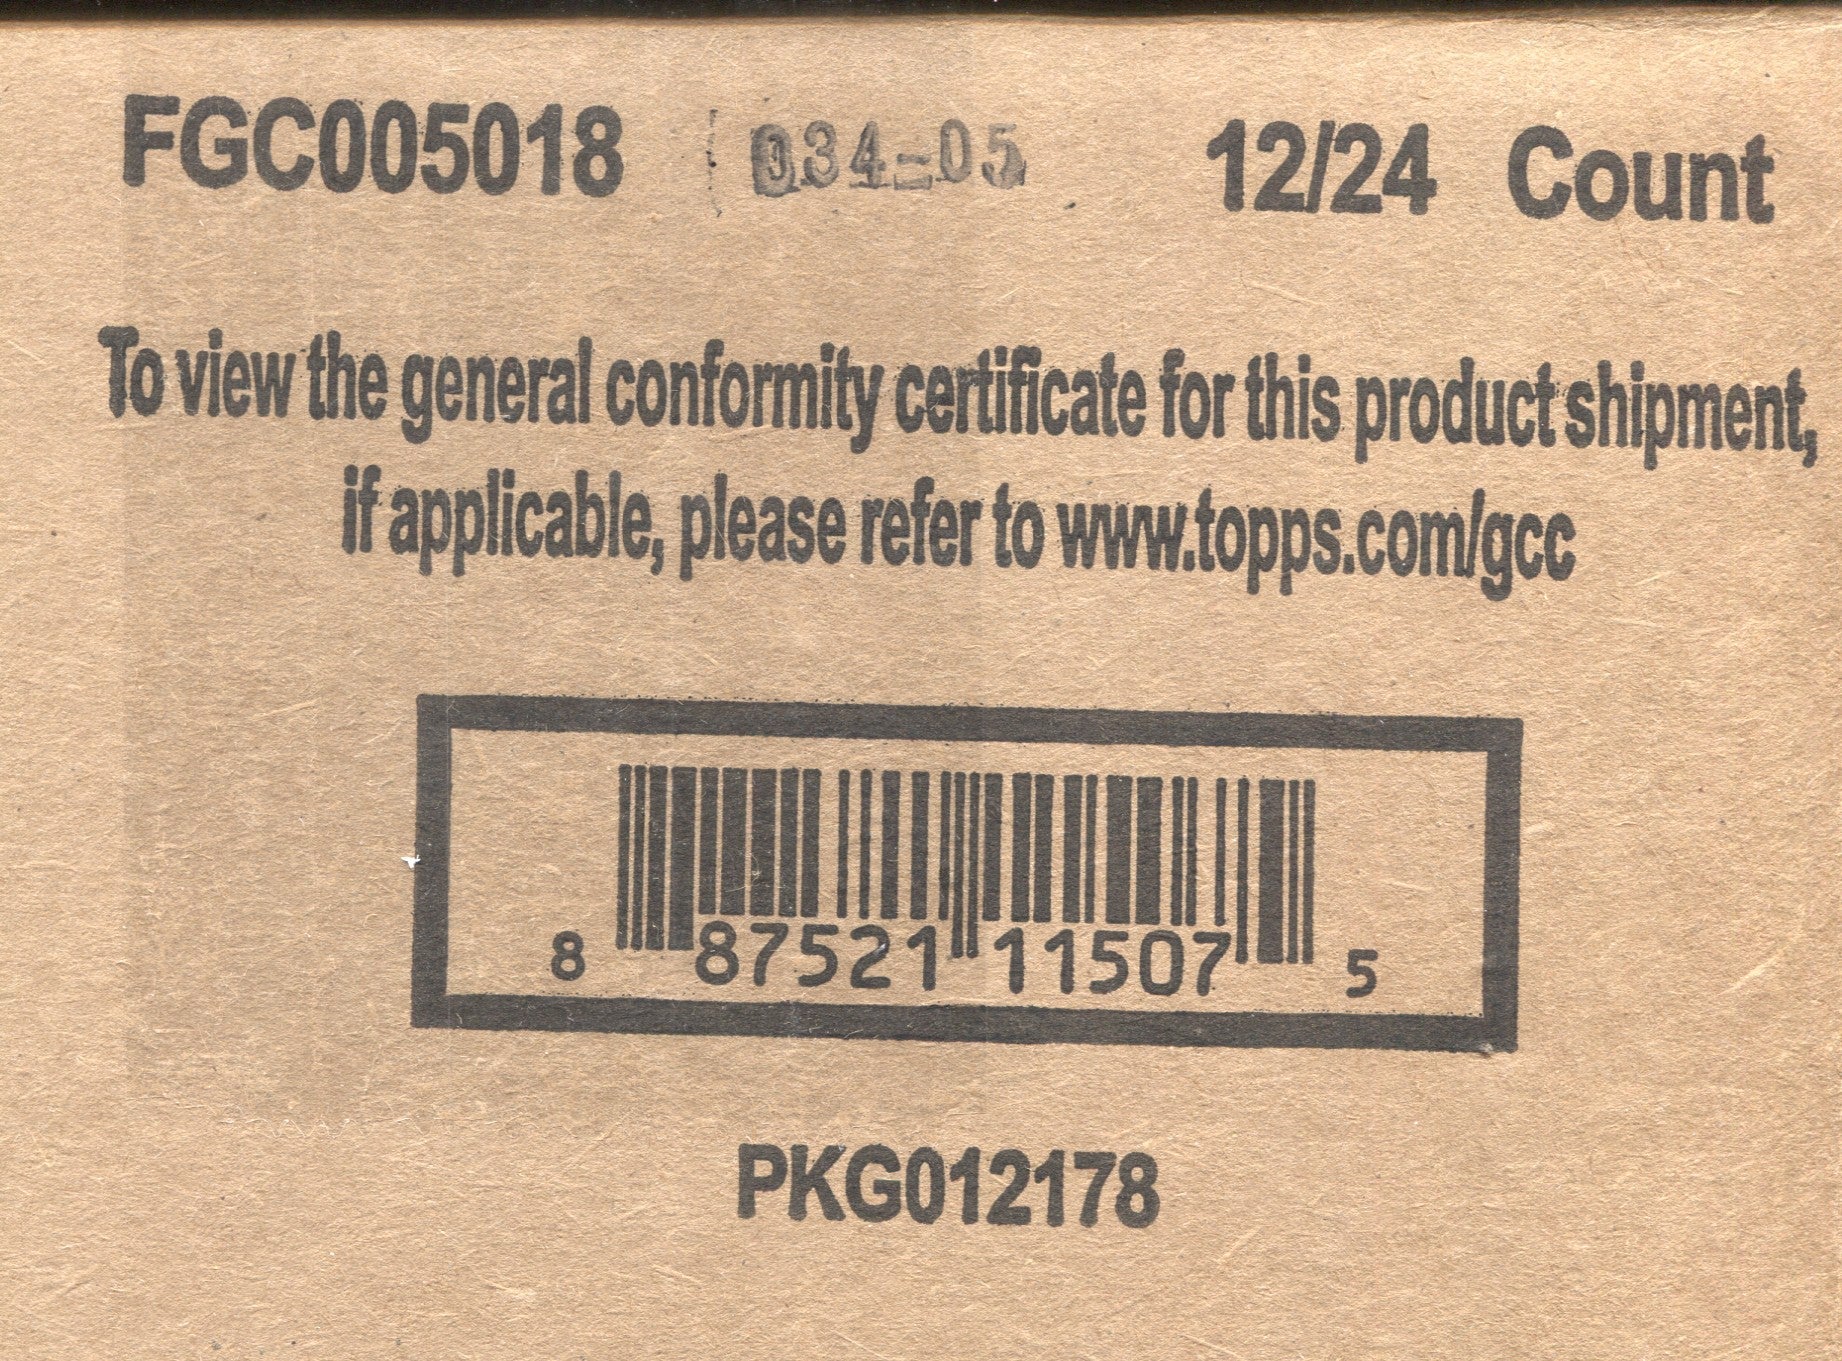 FGC005018 034-05 12/24 Count
To view the general conformity certificate for this product shipment,
if applicable, please refer to www.topps.com/gcc
8 87521 11507 5
PKG012178